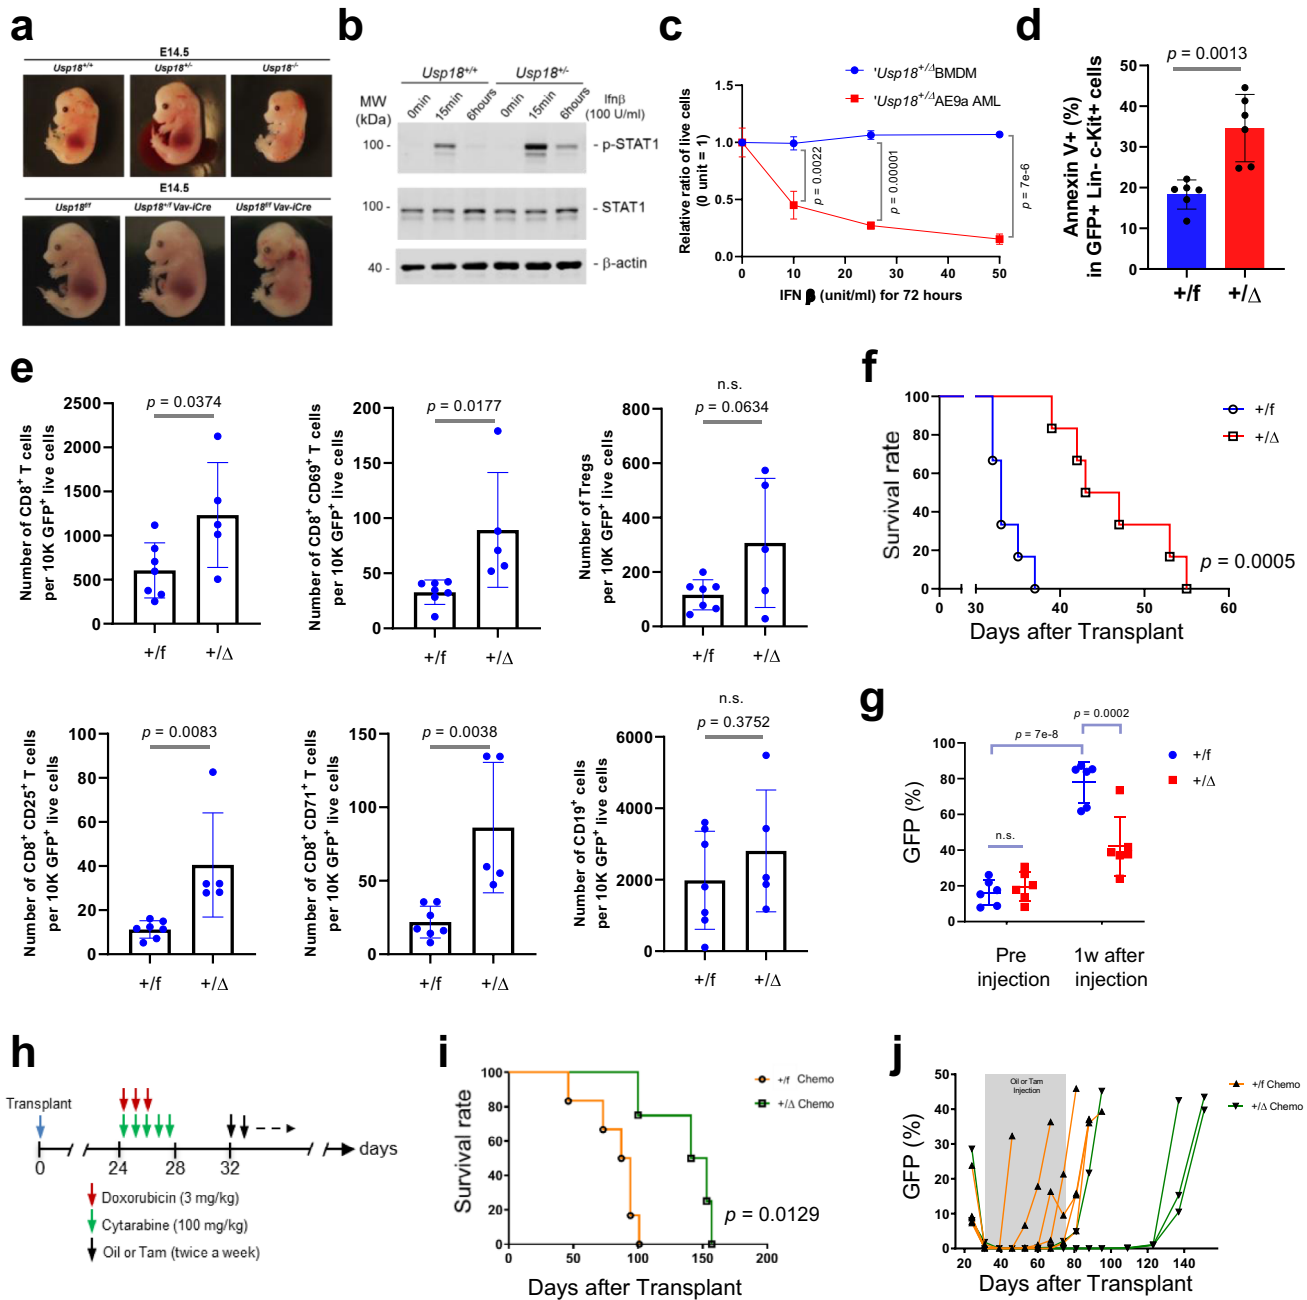 a
E14.5
Usp18+/+
Usp18+/-
Usp18-/-
E14.5
Usp18f/f
Usp18+/f Vav-iCre
Usp18f/f Vav-iCre
b
Usp18+/+
Usp18+/-
MW
(kDa)
0min
15min
6hours
0min
15min
6hours
Ifnβ
(100 U/ml)
100 -
- p-STAT1
100 -
- STAT1
40 -
- β-actin
c
'Usp18+/Δ BMDM
'Usp18+/Δ AE9a AML
Relative ratio of live cells
(0 unit = 1)
1.5
1.0
0.5
0.0
p = 0.0022
p = 0.00001
p = 7e-6
0 10 20 30 40 50
IFN β (unit/ml) for 72 hours
d
p = 0.0013
Annexin V+ (%)
in GFP+ Lin- c-Kit+ cells
50
40
30
20
10
0
+/f
+/Δ
e
Number of CD8+ T cells
per 10K GFP+ live cells
p = 0.0374
2500
2000
1500
1000
500
0
+/f
+/Δ
Number of CD8+ CD69+ T cells
per 10K GFP+ live cells
p = 0.0177
200
150
100
50
0
+/f
+/Δ
Number of Tregs
per 10K GFP+ live cells
n.s.
p = 0.0634
800
600
400
200
0
+/f
+/Δ
Number of CD8+ CD25+ T cells
per 10K GFP+ live cells
p = 0.0083
100
80
60
40
20
0
+/f
+/Δ
Number of CD8+ CD71+ T cells
per 10K GFP+ live cells
p = 0.0038
150
100
50
0
+/f
+/Δ
Number of CD19+ cells
per 10K GFP+ live cells
n.s.
p = 0.3752
6000
4000
2000
0
+/f
+/Δ
f
Survival rate
100
80
60
40
20
0
+/f
+/Δ
p = 0.0005
0 30 40 50 60
Days after Transplant
g
p = 0.0002
p = 7e-8
+/f
+/Δ
GFP (%)
100
80
60
40
20
0
n.s.
Pre
injection
1w after
injection
h
Transplant
days
0 24 28 32
Doxorubicin (3 mg/kg)
Cytarabine (100 mg/kg)
Oil or Tam (twice a week)
i
Survival rate
100
80
60
40
20
0
+/f Chemo
+/Δ Chemo
p = 0.0129
0 50 100 150 200
Days after Transplant
j
GFP (%)
50
40
30
20
10
0
Oil or Tam
Injection
+/f Chemo
+/Δ Chemo
20 40 60 80 100 120 140
Days after Transplant